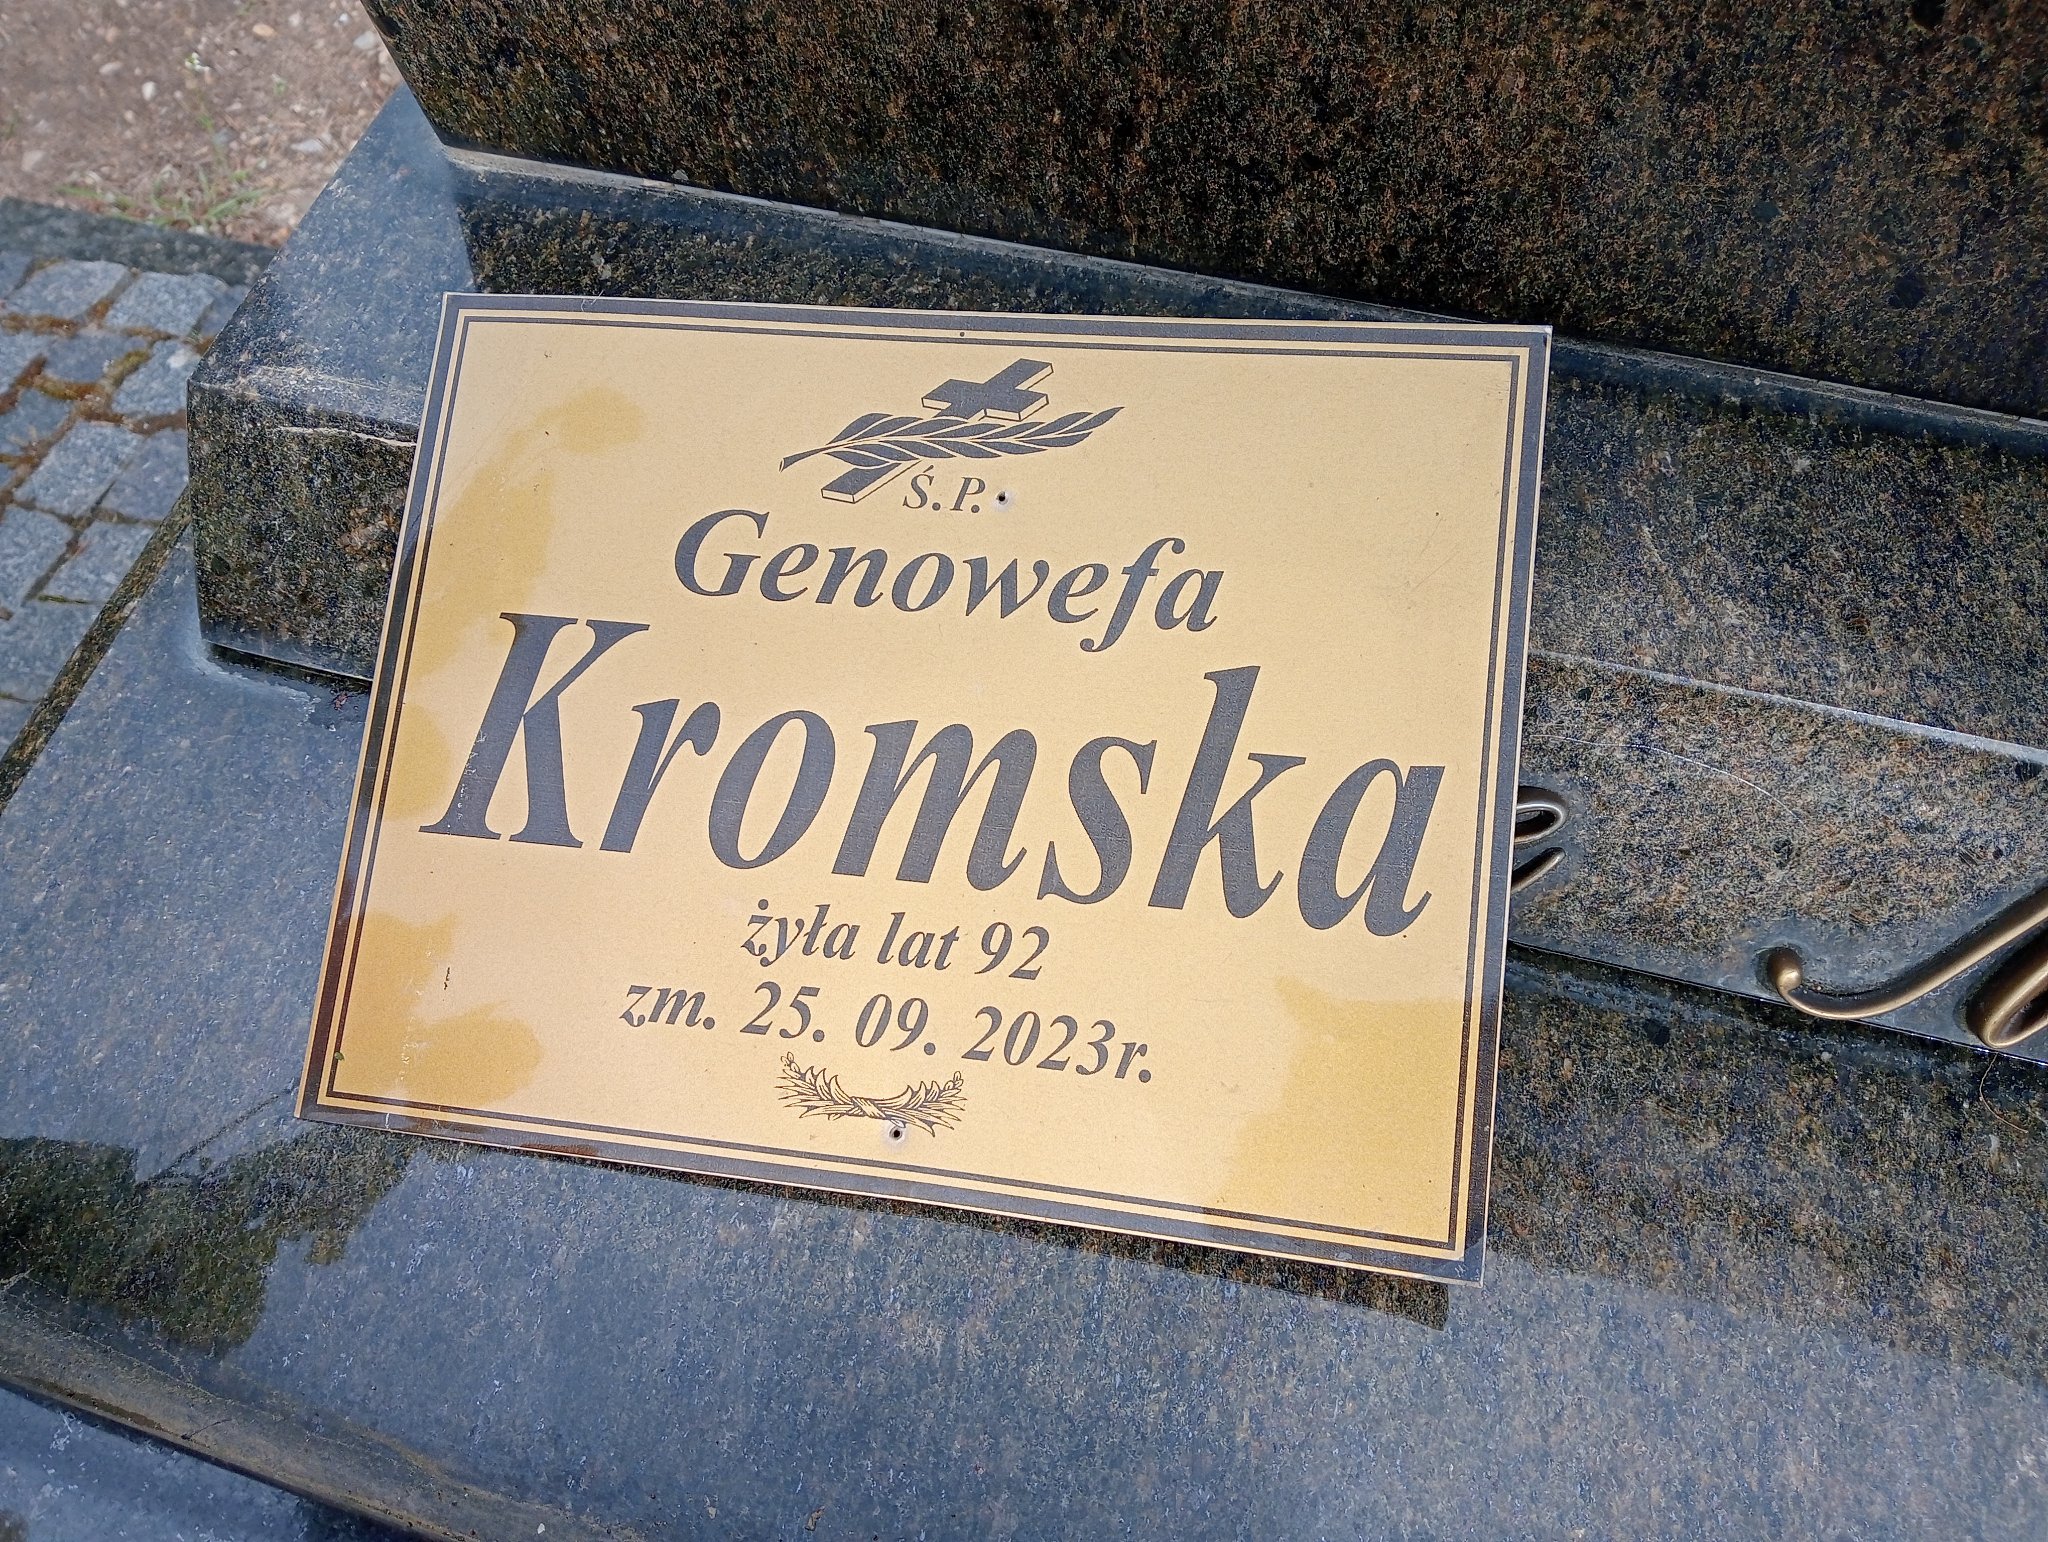 Ś.P.
Genowefa
Kromska
żyła lat 92
zm. 25. 09. 2023r.